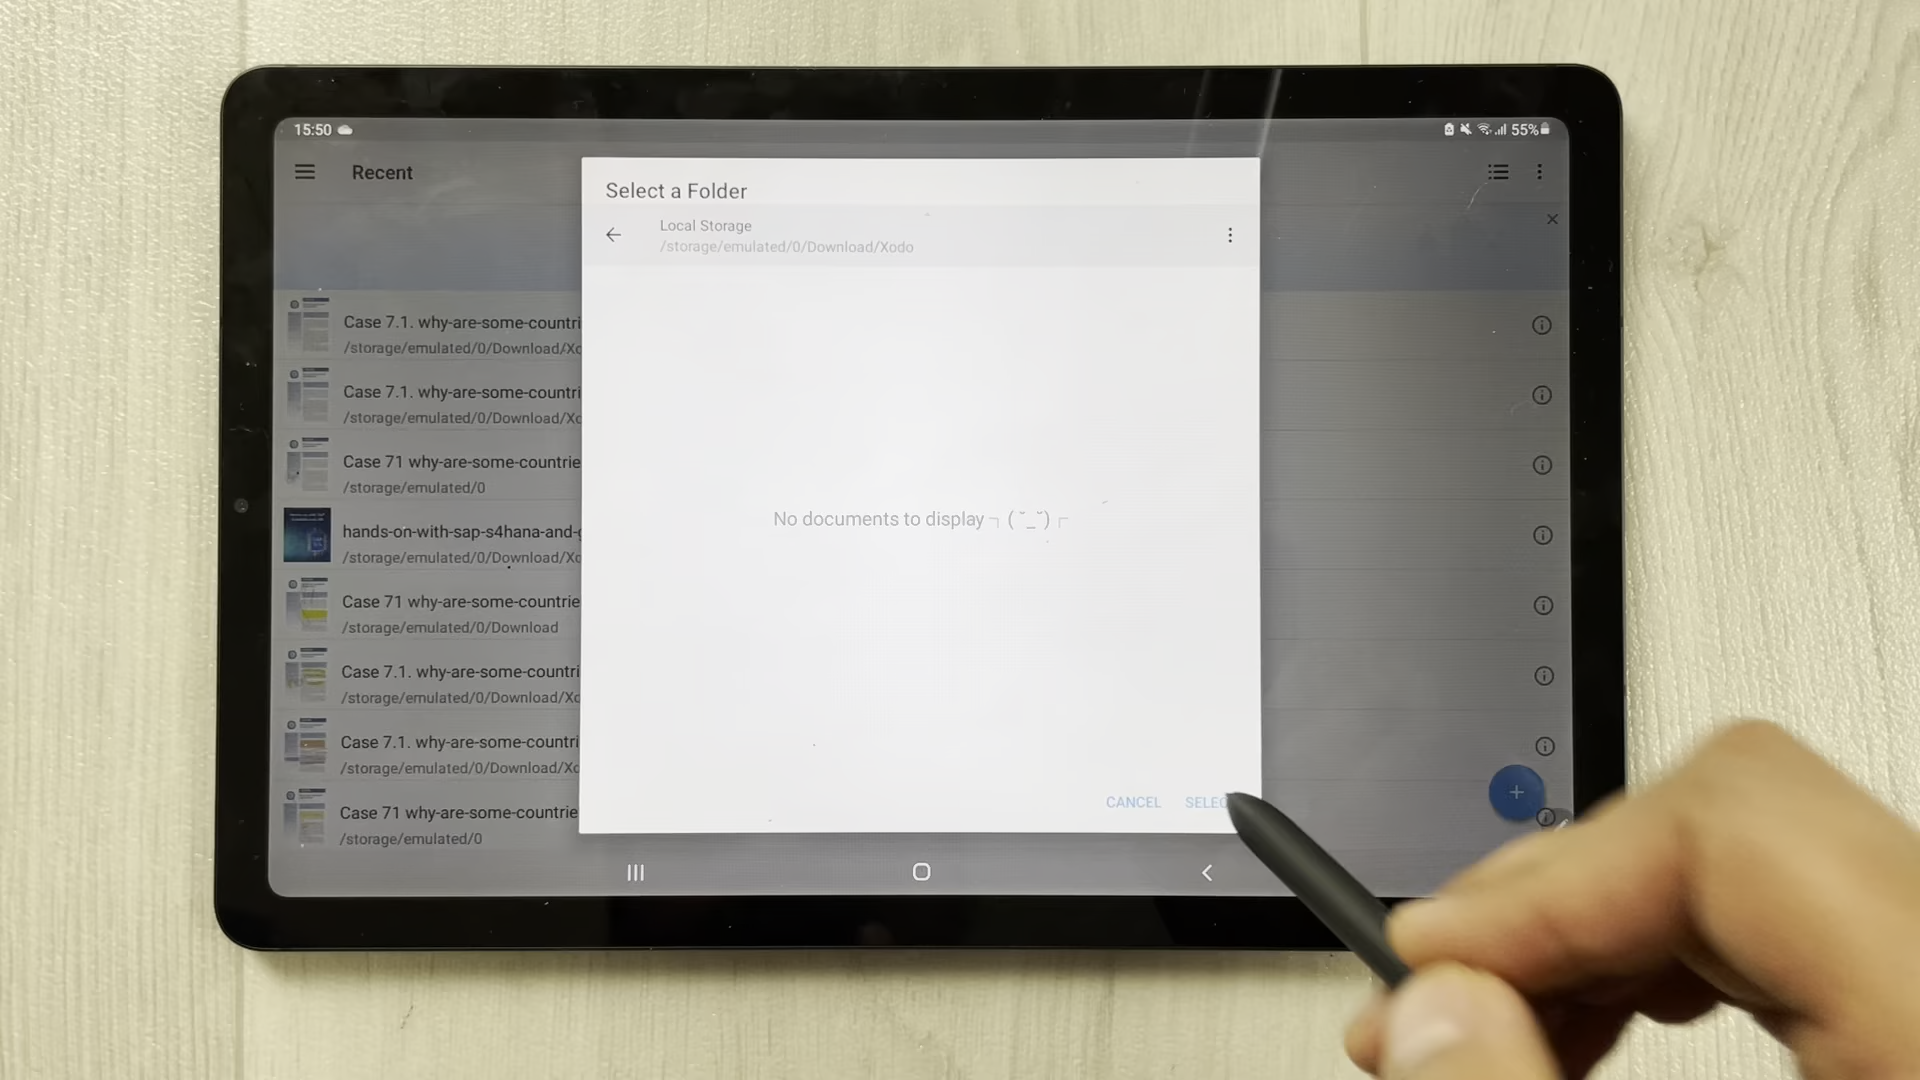 15:50
55%
Recent
Select a Folder
Local Storage
/storage/emulated/0/Download/Xodo
Case 7.1. why-are-some-countri
/storage/emulated/0/Download/Xo
Case 7.1. why-are-some-countri
/storage/emulated/0/Download/Xo
Case 71 why-are-some-countrie
/storage/emulated/0
hands-on-with-sap-s4hana-and-g
/storage/emulated/0/Download/Xo
Case 71 why-are-some-countrie
/storage/emulated/0/Download
Case 7.1. why-are-some-countri
/storage/emulated/0/Download/Xo
Case 7.1. why-are-some-countri
/storage/emulated/0/Download/Xo
Case 71 why-are-some-countrie
/storage/emulated/0
No documents to display ┐( ˘_˘) ┌
CANCEL SELEC